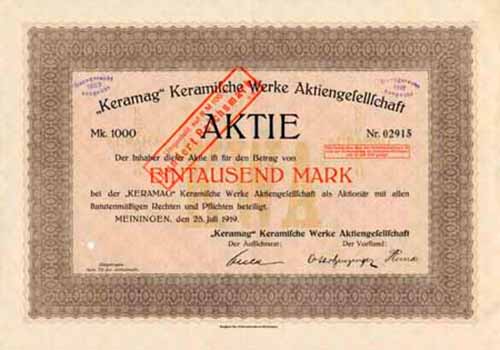 „Keramag" Keramische Werke Aktiengesellschaft
Mk. 1000
AKTIE
Nr. 02915
Der Inhaber dieser Aktie ist für den Betrag von
EINTAUSEND MARK
bei der „KERAMAG" Keramische Werke Aktiengesellschaft als Aktionär mit allen
statutenmäßigen Rechten und Pflichten beteiligt.
MEININGEN, den 25. Juli 1919.
„Keramag" Keramische Werke Aktiengesellschaft
Der Aufsichtsrat:
Der Vorstand: